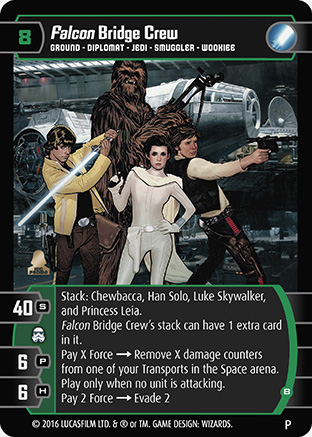 8 Falcon Bridge Crew
GROUND - DIPLOMAT - JEDI - SMUGGLER - WOOKIEE
40 S
6 P
6 H
Stack: Chewbacca, Han Solo, Luke Skywalker,
and Princess Leia.
Falcon Bridge Crew's stack can have 1 extra card
in it.
Pay X Force → Remove X damage counters
from one of your Transports in the Space arena.
Play only when no unit is attacking.
Pay 2 Force → Evade 2
B
© 2016 LUCASFILM LTD. & ® or TM. GAME DESIGN: WIZARDS.
P